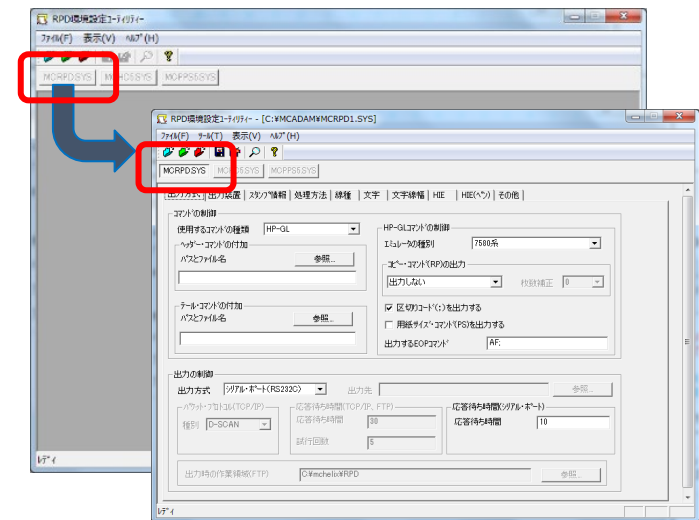 RPD環境設定ﾕｰﾃｨﾘﾃｨｰ
ﾌｧｲﾙ(F) 表示(V) ﾍﾙﾌﾟ(H)
MCRPD.SYS MCPPS5.SYS
RPD環境設定ﾕｰﾃｨﾘﾃｨｰ - [C:¥MCADAM¥MCRPD1.SYS]
ﾌｧｲﾙ(F) ﾂｰﾙ(T) 表示(V) ﾍﾙﾌﾟ(H)
MCRPD.SYS MCPPS5.SYS
出力方式 出力装置 ｽﾀﾝﾌﾟ情報 処理方法 線種 文字 文字線幅 HIE HIE(ﾍﾟﾝ) その他
ｺﾏﾝﾄﾞの制御
使用するｺﾏﾝﾄﾞの種類 HP-GL
ﾍｯﾀﾞｰ･ｺﾏﾝﾄﾞの付加
ﾊﾟｽとﾌｧｲﾙ名 参照...
ﾃｰﾙ･ｺﾏﾝﾄﾞの付加
ﾊﾟｽとﾌｧｲﾙ名 参照...
HP-GLｺﾏﾝﾄﾞの制御
ｴﾐｭﾚｰﾀの種別 7580系
ｺﾋﾟｰ･ｺﾏﾝﾄﾞ(RP)の出力
出力しない 枚数補正 0
区切りｺｰﾄﾞ(;)を出力する
用紙ｻｲｽﾞ･ｺﾏﾝﾄﾞ(PS)を出力する
出力するEOPｺﾏﾝﾄﾞ AF;
出力の制御
出力方式 ｼﾘｱﾙ･ﾎﾟｰﾄ(RS232C) 出力先 参照...
ﾊﾟｹｯﾄ･ﾌﾟﾛﾄｺﾙ(TCP/IP)
種別 D-SCAN
応答待ち時間(TCP/IP, FTP)
応答待ち時間 30
試行回数 5
応答待ち時間(ｼﾘｱﾙ･ﾎﾟｰﾄ)
応答待ち時間 10
出力時の作業領域(FTP) C:¥mchelix¥RPD 参照...
ﾚﾃﾞｨ
ﾚﾃﾞｨ